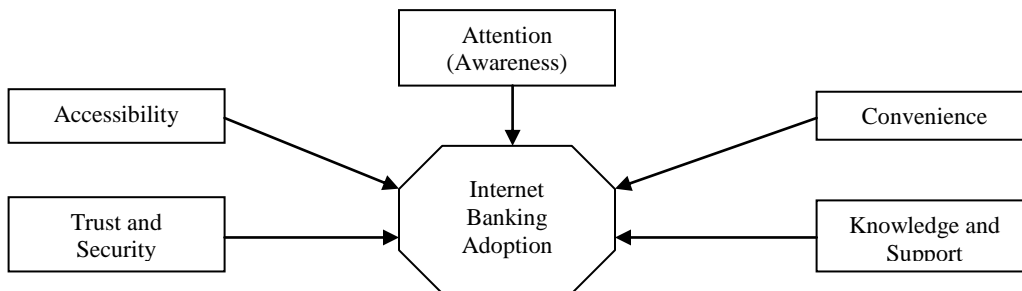 Attention
(Awareness)
Accessibility
Convenience
Internet
Banking
Adoption
Trust and
Security
Knowledge and
Support